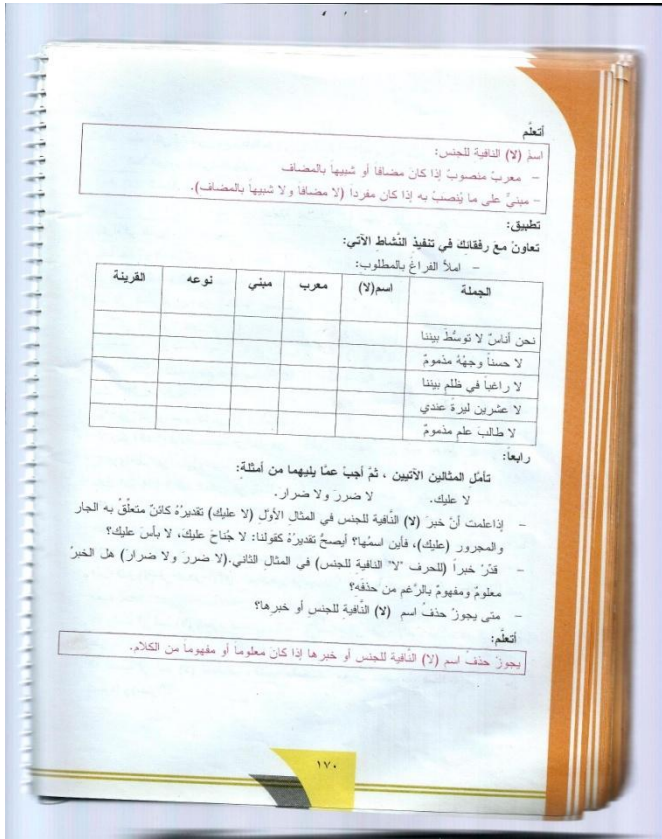 أتعلّم
اسمُ (لا) النافية للجنس:
- معربٌ منصوبٌ إذا كانَ مضافاً أو شبيهاً بالمضاف
- مبنيٌّ على ما يُنصَبُ به إذا كان مفرداً (لا مضافاً ولا شبيهاً بالمضاف).
تطبيق:
تعاونْ معَ رفقائِكَ في تنفيذِ النَّشاطِ الآتي:
- املأ الفراغَ بالمطلوب:
الجملة اسم(لا) معرب مبني نوعه القرينة
نحن أناسٌ لا توسُّطَ بيننا
لا حسناً وجهُهُ مذمومٌ
لا راغباً في ظلمٍ بيننا
لا عشرين ليرةً عندي
لا طالبَ علمٍ مذمومٌ
رابعاً:
تأمّل المثالين الآتيين ، ثمّ أجبْ عمّا يليهما من أمثلةٍ:
لا عليك. لا ضررَ ولا ضرار.
- إذاعلمت أنّ خبرَ (لا) النَّافية للجنس في المثالِ الأوّلِ (لا عليك) تقديرُهُ كائنٌ متعلّقٌ به الجار
والمجرور (عليك)، فأين اسمُها؟ أيصحُّ تقديرُهُ كقولنا: لا جُناحَ عليكَ، لا بأسَ عليك؟
- قدّرْ خبراً (للحرف "لا" النافية للجنس) في المثالِ الثاني.(لا ضررَ ولا ضرار) هل الخبرُ
معلومٌ ومفهومٌ بالرَّغم من حذفِه؟
- متى يجوزُ حذفُ اسم (لا) النَّافيةِ للجنسِ أو خبرِها؟
أتعلّم:
يجوزُ حذفُ اسم (لا) النَّافية للجنس أو خبرها إذا كانَ معلوماً أو مفهوماً من الكلام.
١٧٠